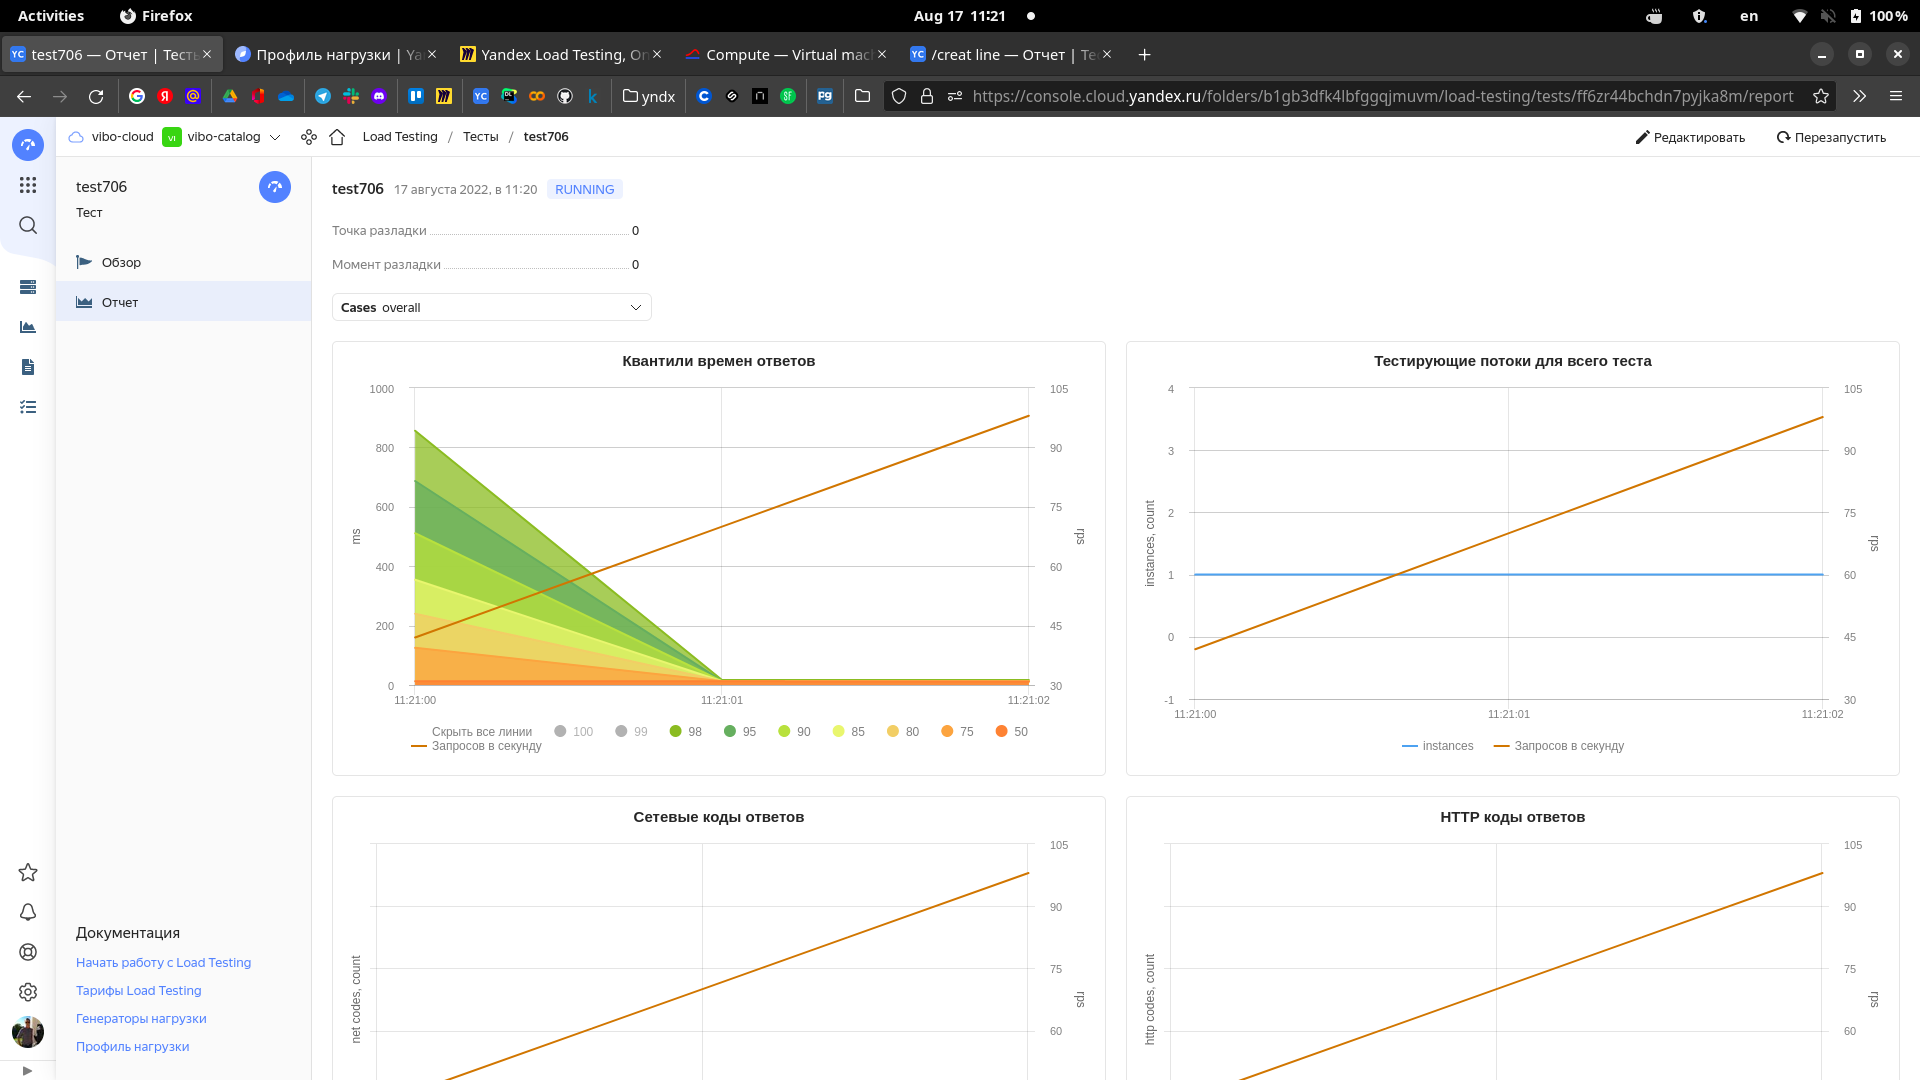 Activities
Firefox
Aug 17 11:21
en
100 %
test706 — Отчет | Тесть
Профиль нагрузки | Ya
Yandex Load Testing, On
Compute — Virtual mac
/creat line — Отчет | Те
yndx
https://console.cloud.yandex.ru/folders/b1gb3dfk4lbfggqjmuvm/load-testing/tests/ff6zr44bchdn7pyjka8m/report
vibo-cloud
VI
vibo-catalog
Load Testing / Тесты / test706
Редактировать
Перезапустить
test706
Тест
Обзор
Отчет
Документация
Начать работу с Load Testing
Тарифы Load Testing
Генераторы нагрузки
Профиль нагрузки
test706 17 августа 2022, в 11:20 RUNNING
Точка разладки 0
Момент разладки 0
Cases overall
Квантили времен ответов
1000
800
600
400
200
0
ms
105
90
75
60
45
30
rps
11:21:00
11:21:01
11:21:02
Скрыть все линии 100 99 98 95 90 85 80 75 50
Запросов в секунду
Тестирующие потоки для всего теста
4
3
2
1
0
-1
instances, count
105
90
75
60
45
30
rps
11:21:00
11:21:01
11:21:02
instances Запросов в секунду
Сетевые коды ответов
net codes, count
105
90
75
60
rps
HTTP коды ответов
http codes, count
105
90
75
60
rps